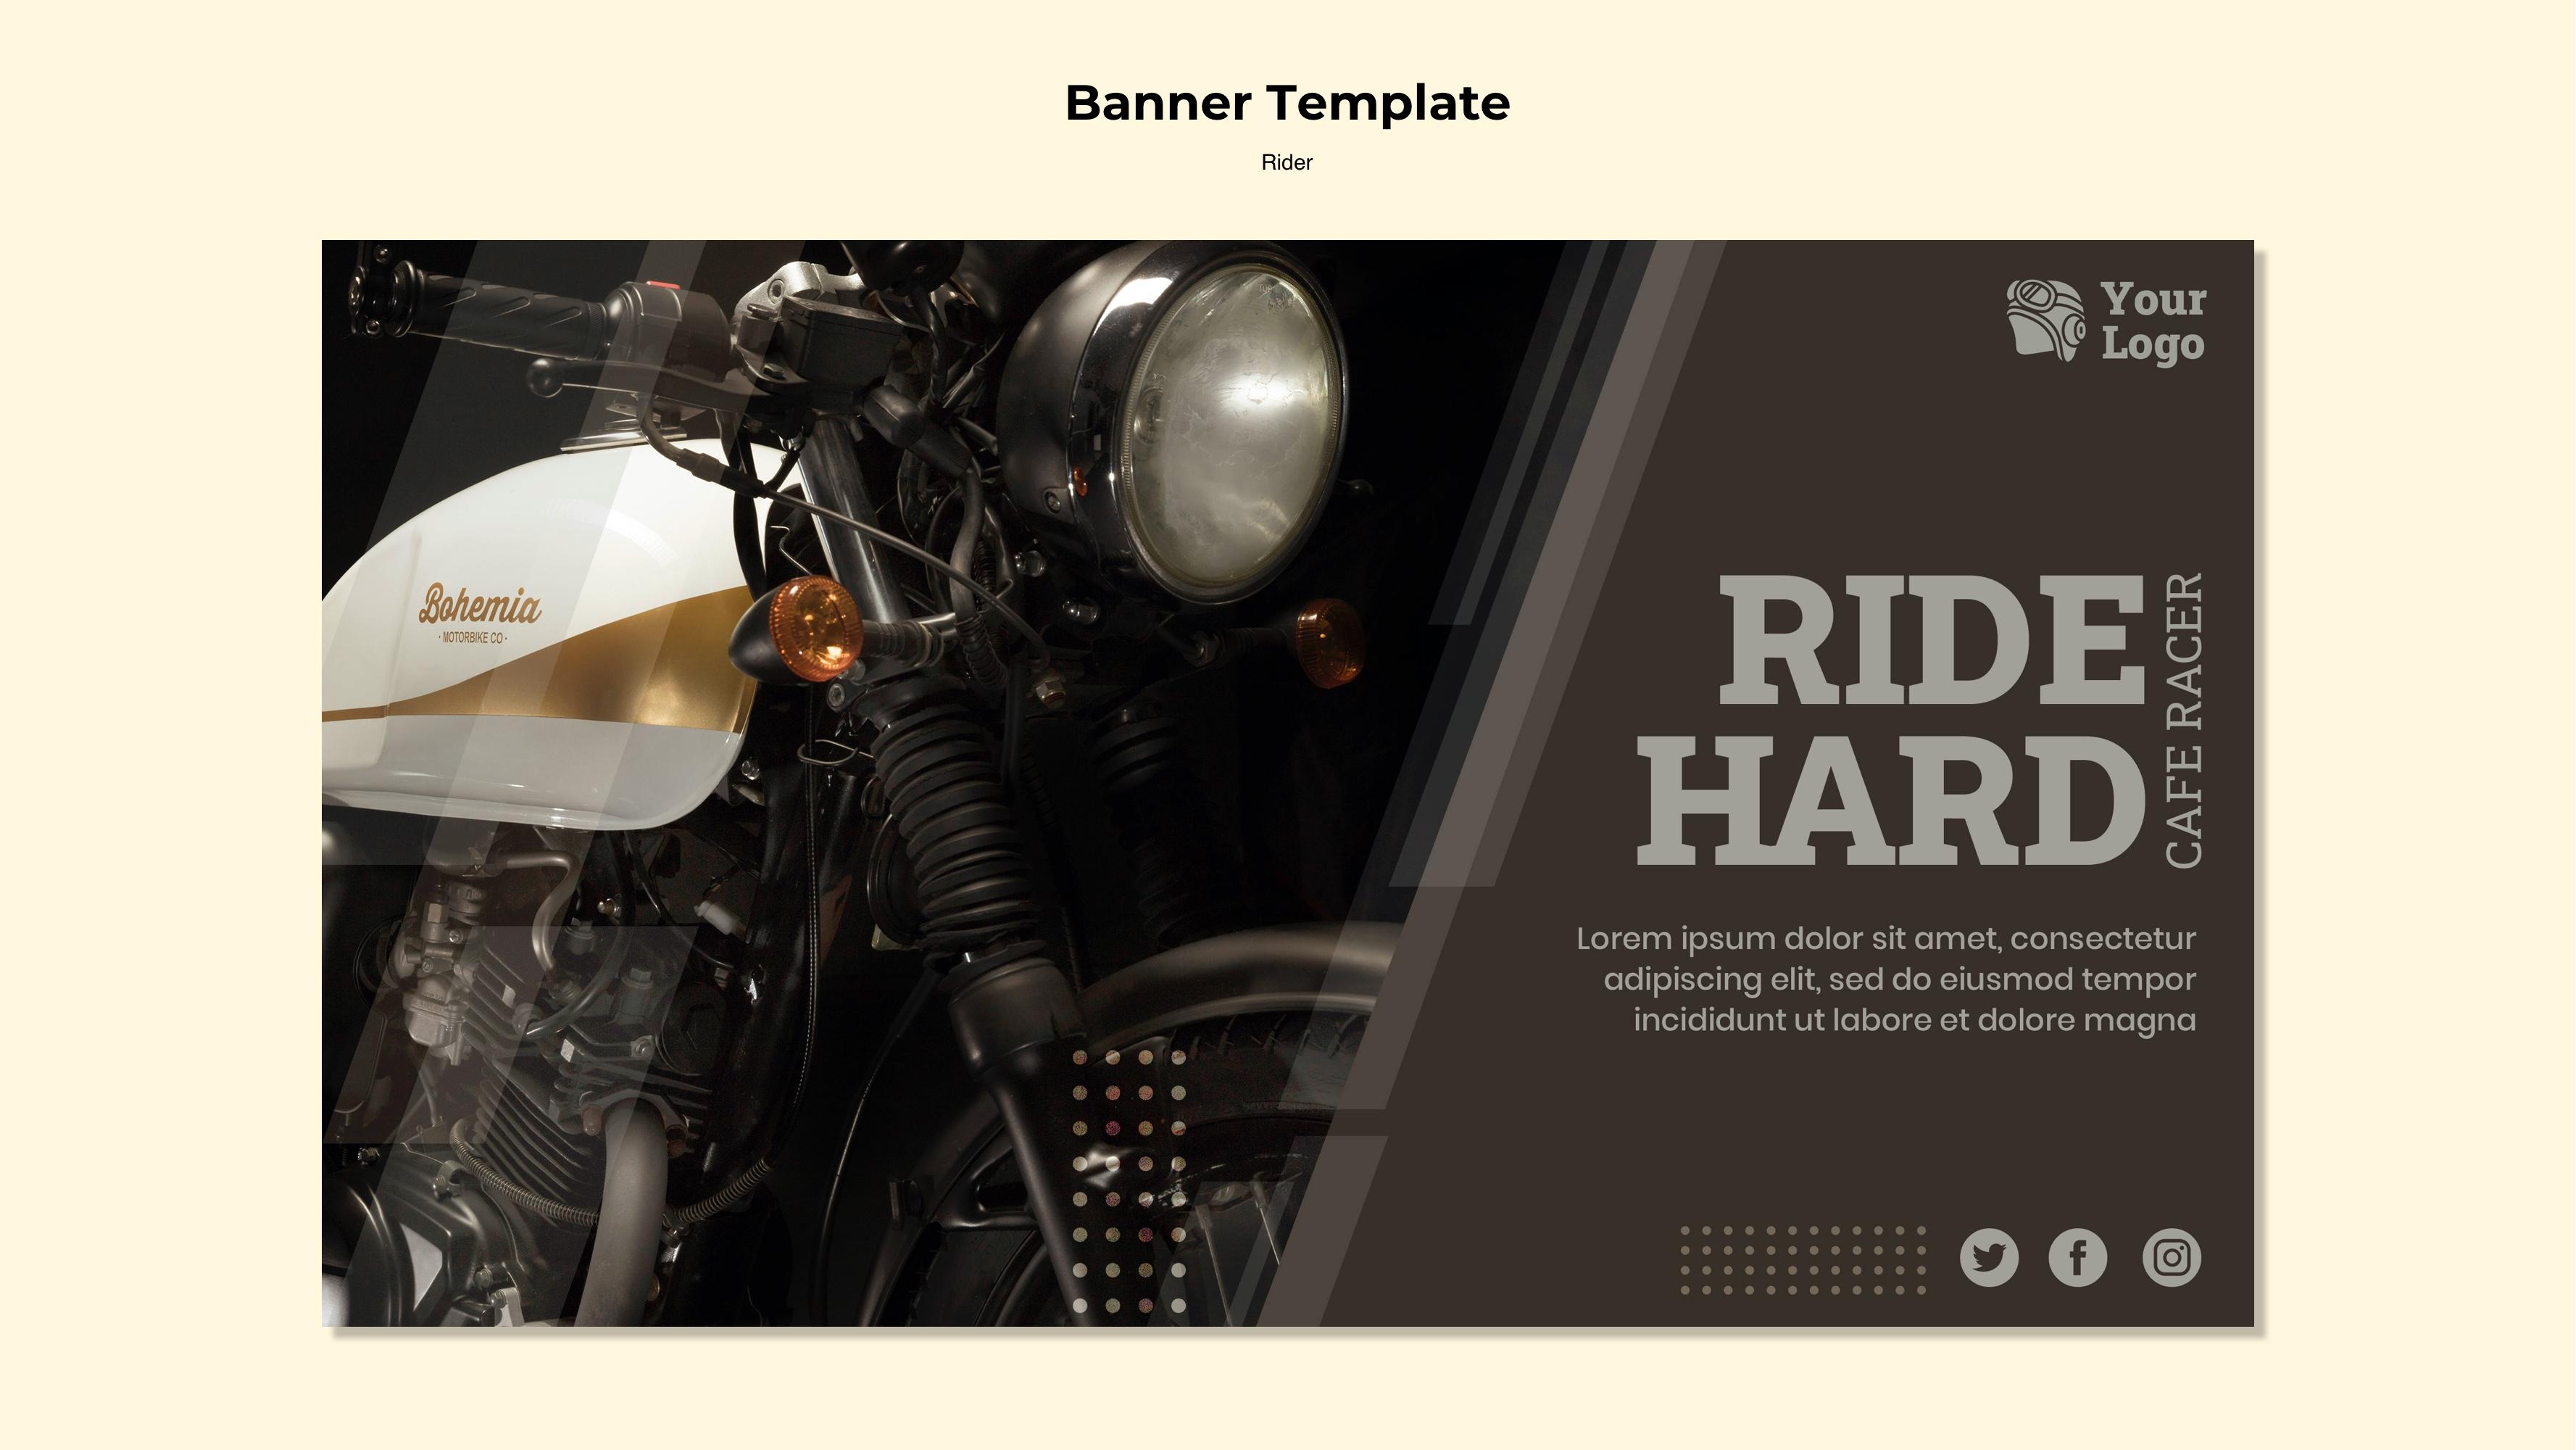 Banner Template
Rider
Bohemia
· MOTORBIKE CO ·
Your
Logo
RIDE
HARD
CAFE RACER
Lorem ipsum dolor sit amet, consectetur
adipiscing elit, sed do eiusmod tempor
incididunt ut labore et dolore magna